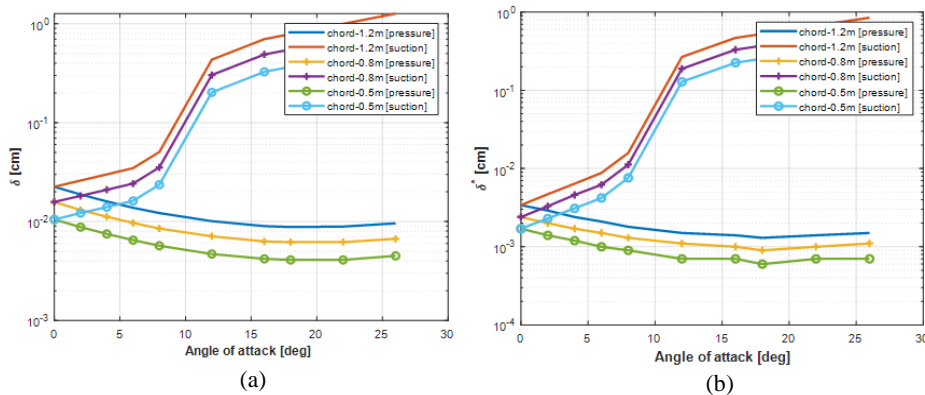 10^0
10^-1
10^-2
10^-3
δ [cm]
0 5 10 15 20 25 30
Angle of attack [deg]
chord-1.2m [pressure]
chord-1.2m [suction]
chord-0.8m [pressure]
chord-0.8m [suction]
chord-0.5m [pressure]
chord-0.5m [suction]
(a)
10^0
10^-1
10^-2
10^-3
10^-4
δ* [cm]
0 5 10 15 20 25 30
Angle of attack [deg]
chord-1.2m [pressure]
chord-1.2m [suction]
chord-0.8m [pressure]
chord-0.8m [suction]
chord-0.5m [pressure]
chord-0.5m [suction]
(b)